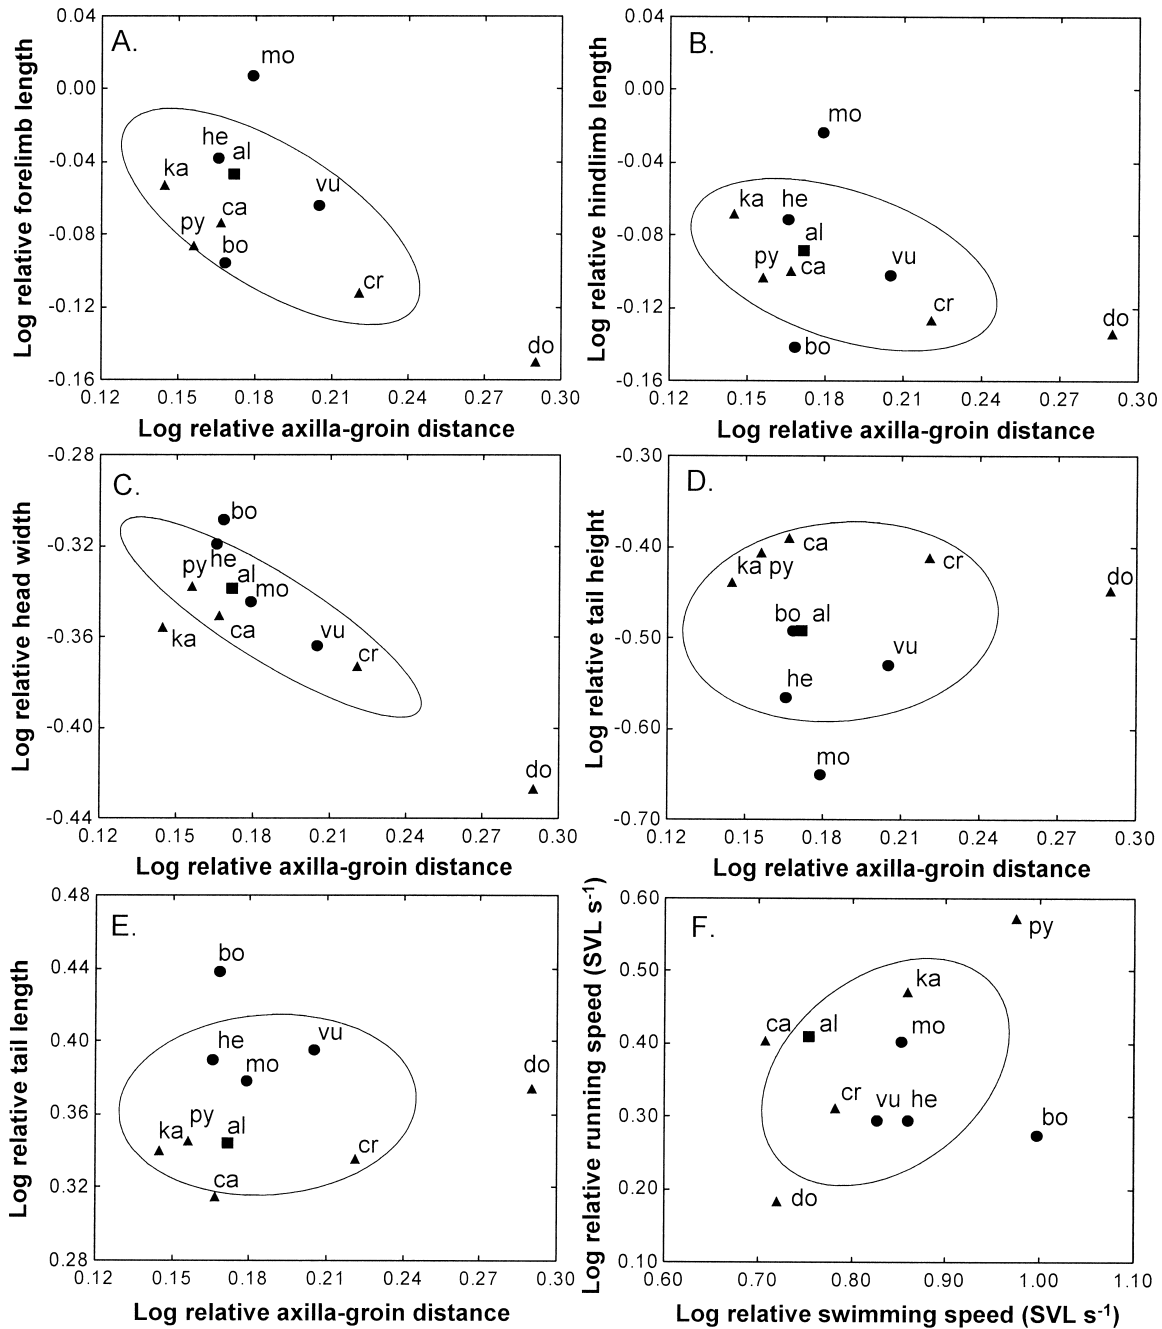 A.
0.04
0.00
-0.04
-0.08
-0.12
-0.16
Log relative forelimb length
mo
he
al
ka
vu
ca
py
bo
cr
do
0.12 0.15 0.18 0.21 0.24 0.27 0.30
Log relative axilla-groin distance
B.
0.04
0.00
-0.04
-0.08
-0.12
-0.16
Log relative hindlimb length
mo
ka
he
al
py
ca
vu
cr
do
bo
0.12 0.15 0.18 0.21 0.24 0.27 0.30
Log relative axilla-groin distance
C.
-0.28
-0.32
-0.36
-0.40
-0.44
Log relative head width
bo
he
py
al
mo
ka
ca
vu
cr
do
0.12 0.15 0.18 0.21 0.24 0.27 0.30
Log relative axilla-groin distance
D.
-0.30
-0.40
-0.50
-0.60
-0.70
Log relative tail height
ca
ka py
cr
do
bo
al
vu
he
mo
0.12 0.15 0.18 0.21 0.24 0.27 0.30
Log relative axilla-groin distance
E.
0.48
0.44
0.40
0.36
0.32
0.28
Log relative tail length
bo
he
vu
mo
do
py
ka
al
cr
ca
0.12 0.15 0.18 0.21 0.24 0.27 0.30
Log relative axilla-groin distance
F.
0.60
0.50
0.40
0.30
0.20
0.10
Log relative running speed (SVL s⁻¹)
py
ka
ca
al
mo
cr
vu
he
bo
do
0.60 0.70 0.80 0.90 1.00 1.10
Log relative swimming speed (SVL s⁻¹)